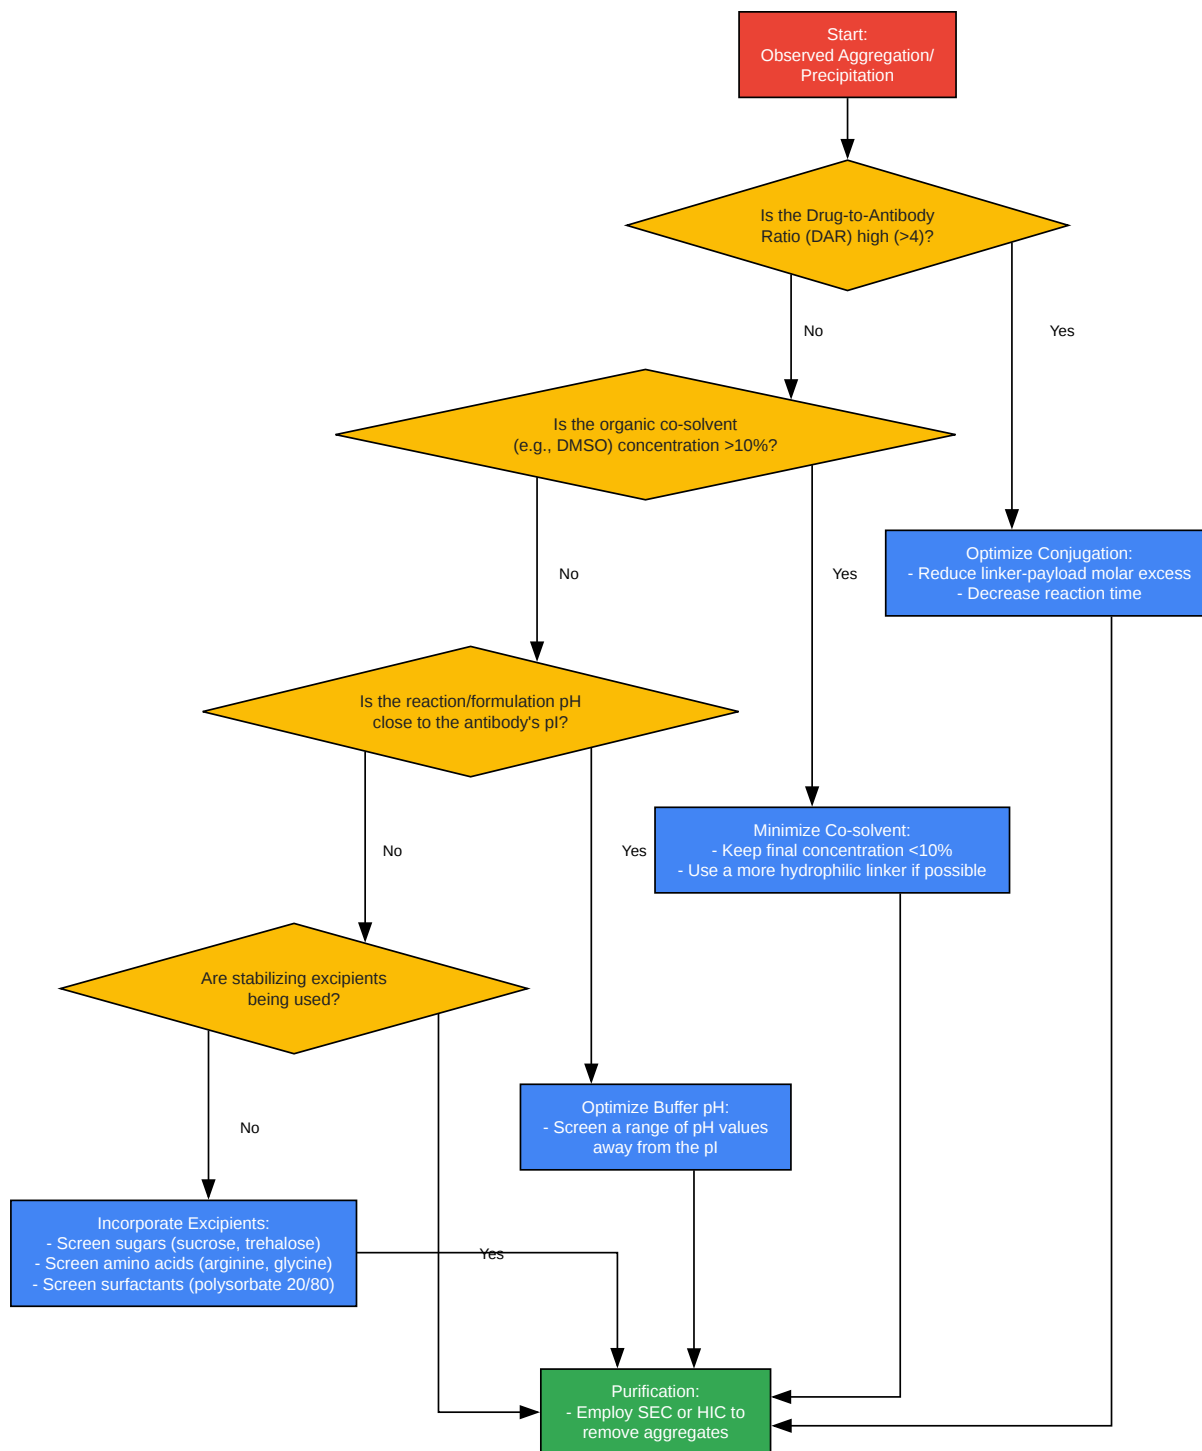 Start:
Observed Aggregation/
Precipitation
Is the Drug-to-Antibody
Ratio (DAR) high (>4)?
No
Yes
Is the organic co-solvent
(e.g., DMSO) concentration >10%?
Optimize Conjugation:
- Reduce linker-payload molar excess
- Decrease reaction time
No
Yes
Is the reaction/formulation pH
close to the antibody's pI?
Minimize Co-solvent:
- Keep final concentration <10%
- Use a more hydrophilic linker if possible
No
Yes
Are stabilizing excipients
being used?
Optimize Buffer pH:
- Screen a range of pH values
away from the pI
No
Yes
Incorporate Excipients:
- Screen sugars (sucrose, trehalose)
- Screen amino acids (arginine, glycine)
- Screen surfactants (polysorbate 20/80)
Purification:
- Employ SEC or HIC to
remove aggregates